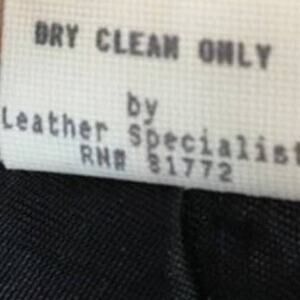 DRY CLEAN ONLY
by
Leather Specialist
RN# 81772